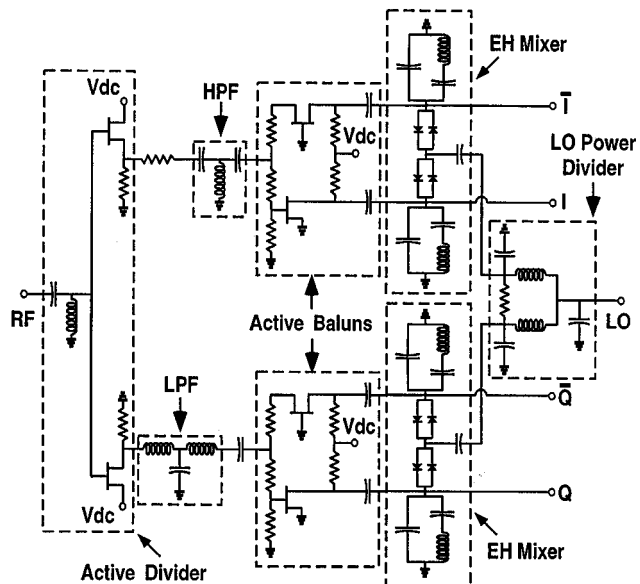 EH Mixer
Vdc
HPF
Vdc
I̅
LO Power
Divider
I
RF
Active Baluns
LO
LPF
Vdc
Q̅
Vdc
Q
Active Divider
EH Mixer